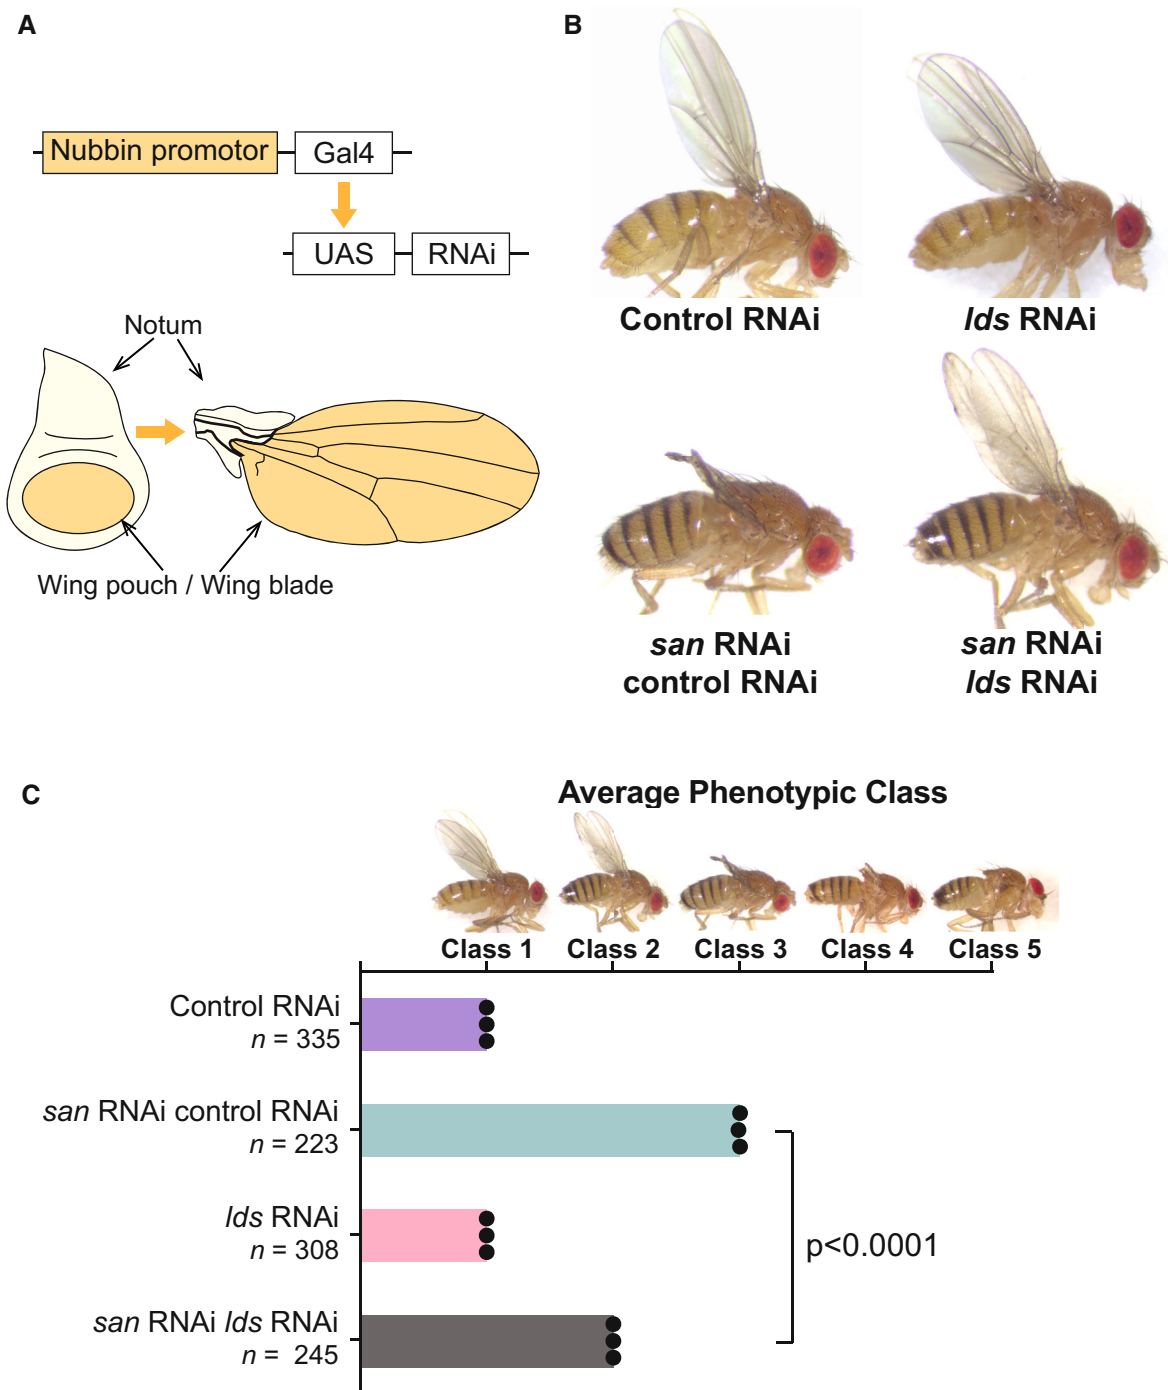 A
Nubbin promotor
Gal4
UAS
RNAi
Notum
Wing pouch / Wing blade
B
Control RNAi
lds RNAi
san RNAi
control RNAi
san RNAi
lds RNAi
C
Average Phenotypic Class
Class 1
Class 2
Class 3
Class 4
Class 5
Control RNAi
n = 335
san RNAi control RNAi
n = 223
lds RNAi
n = 308
san RNAi lds RNAi
n = 245
p<0.0001